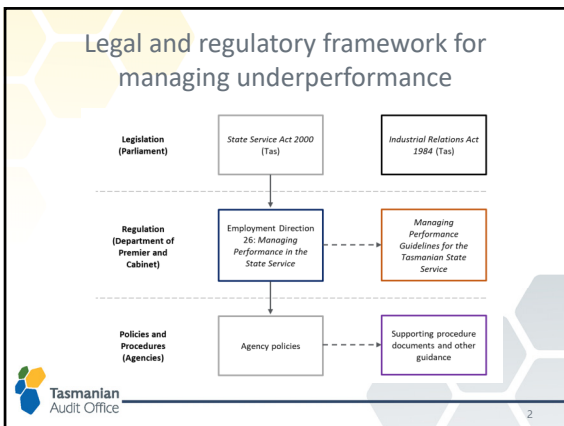 Legal and regulatory framework for
managing underperformance
Legislation
(Parliament)
State Service Act 2000
(Tas)
Industrial Relations Act
1984 (Tas)
Regulation
(Department of
Premier and
Cabinet)
Employment Direction
26: Managing
Performance in the
State Service
Managing
Performance
Guidelines for the
Tasmanian State
Service
Policies and
Procedures
(Agencies)
Agency policies
Supporting procedure
documents and other
guidance
Tasmanian
Audit Office
2